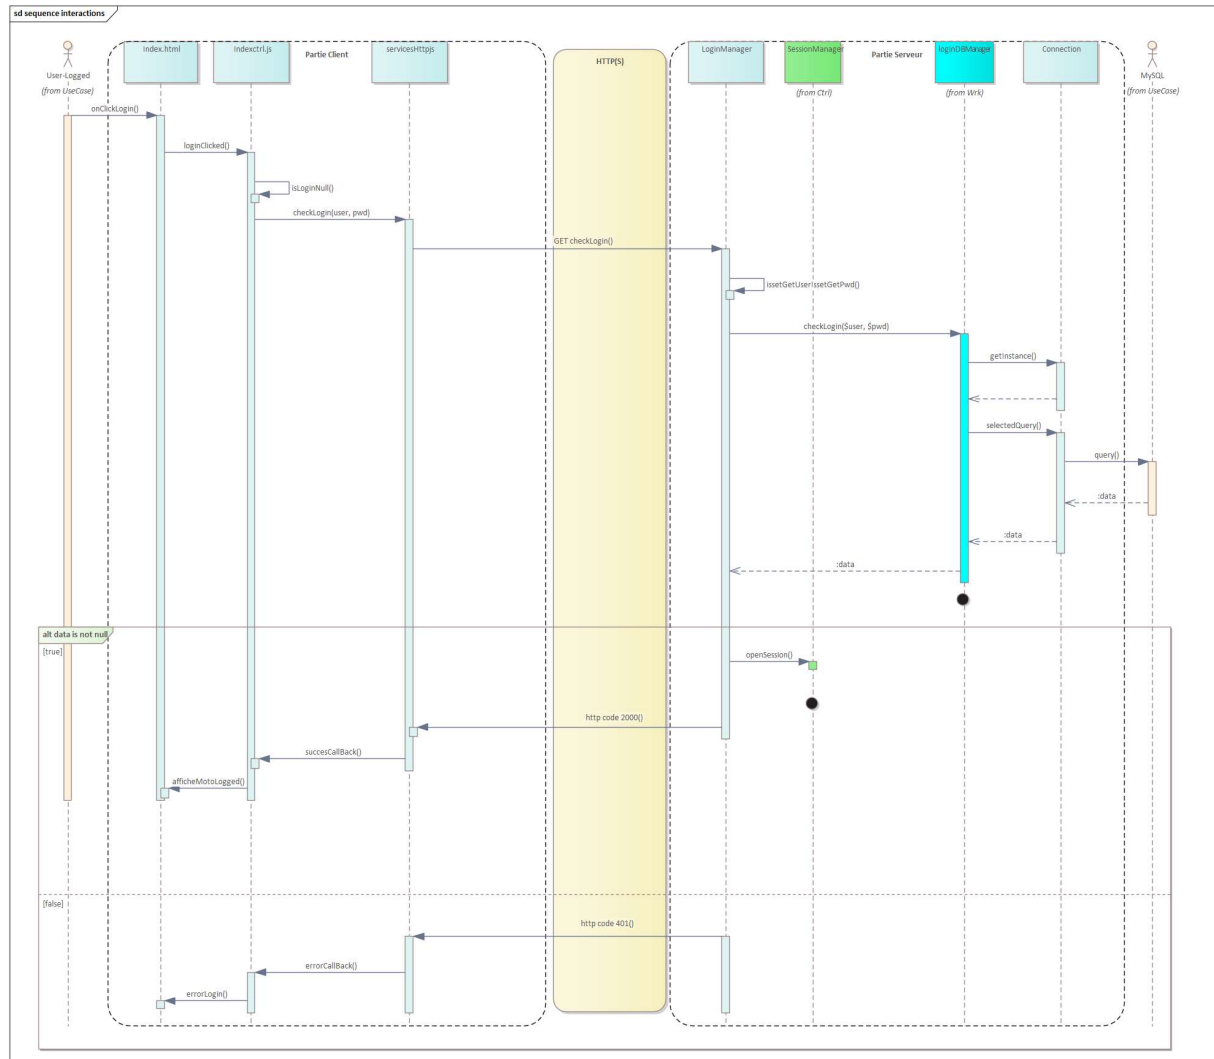 sd sequence interactions
User-Logged
(from UseCase)
index.html
Indexctrl.js
Partie Client
servicesHttpjs
HTTP(S)
LoginManager
SessionManager
(from Ctrl)
Partie Serveur
loginDBManager
(from Wrk)
Connection
MySQL
(from UseCase)
onClickLogin()
loginClicked()
isLoginNull()
checkLogin(user, pwd)
GET checkLogin()
issetGetUserissetGetPwd()
checkLogin($user, $pwd)
getInstance()
selectedQuery()
query()
:data
:data
:data
alt data is not null
[true]
openSession()
http code 2000()
succesCallBack()
afficheMotoLogged()
[false]
http code 401()
errorCallBack()
errorLogin()